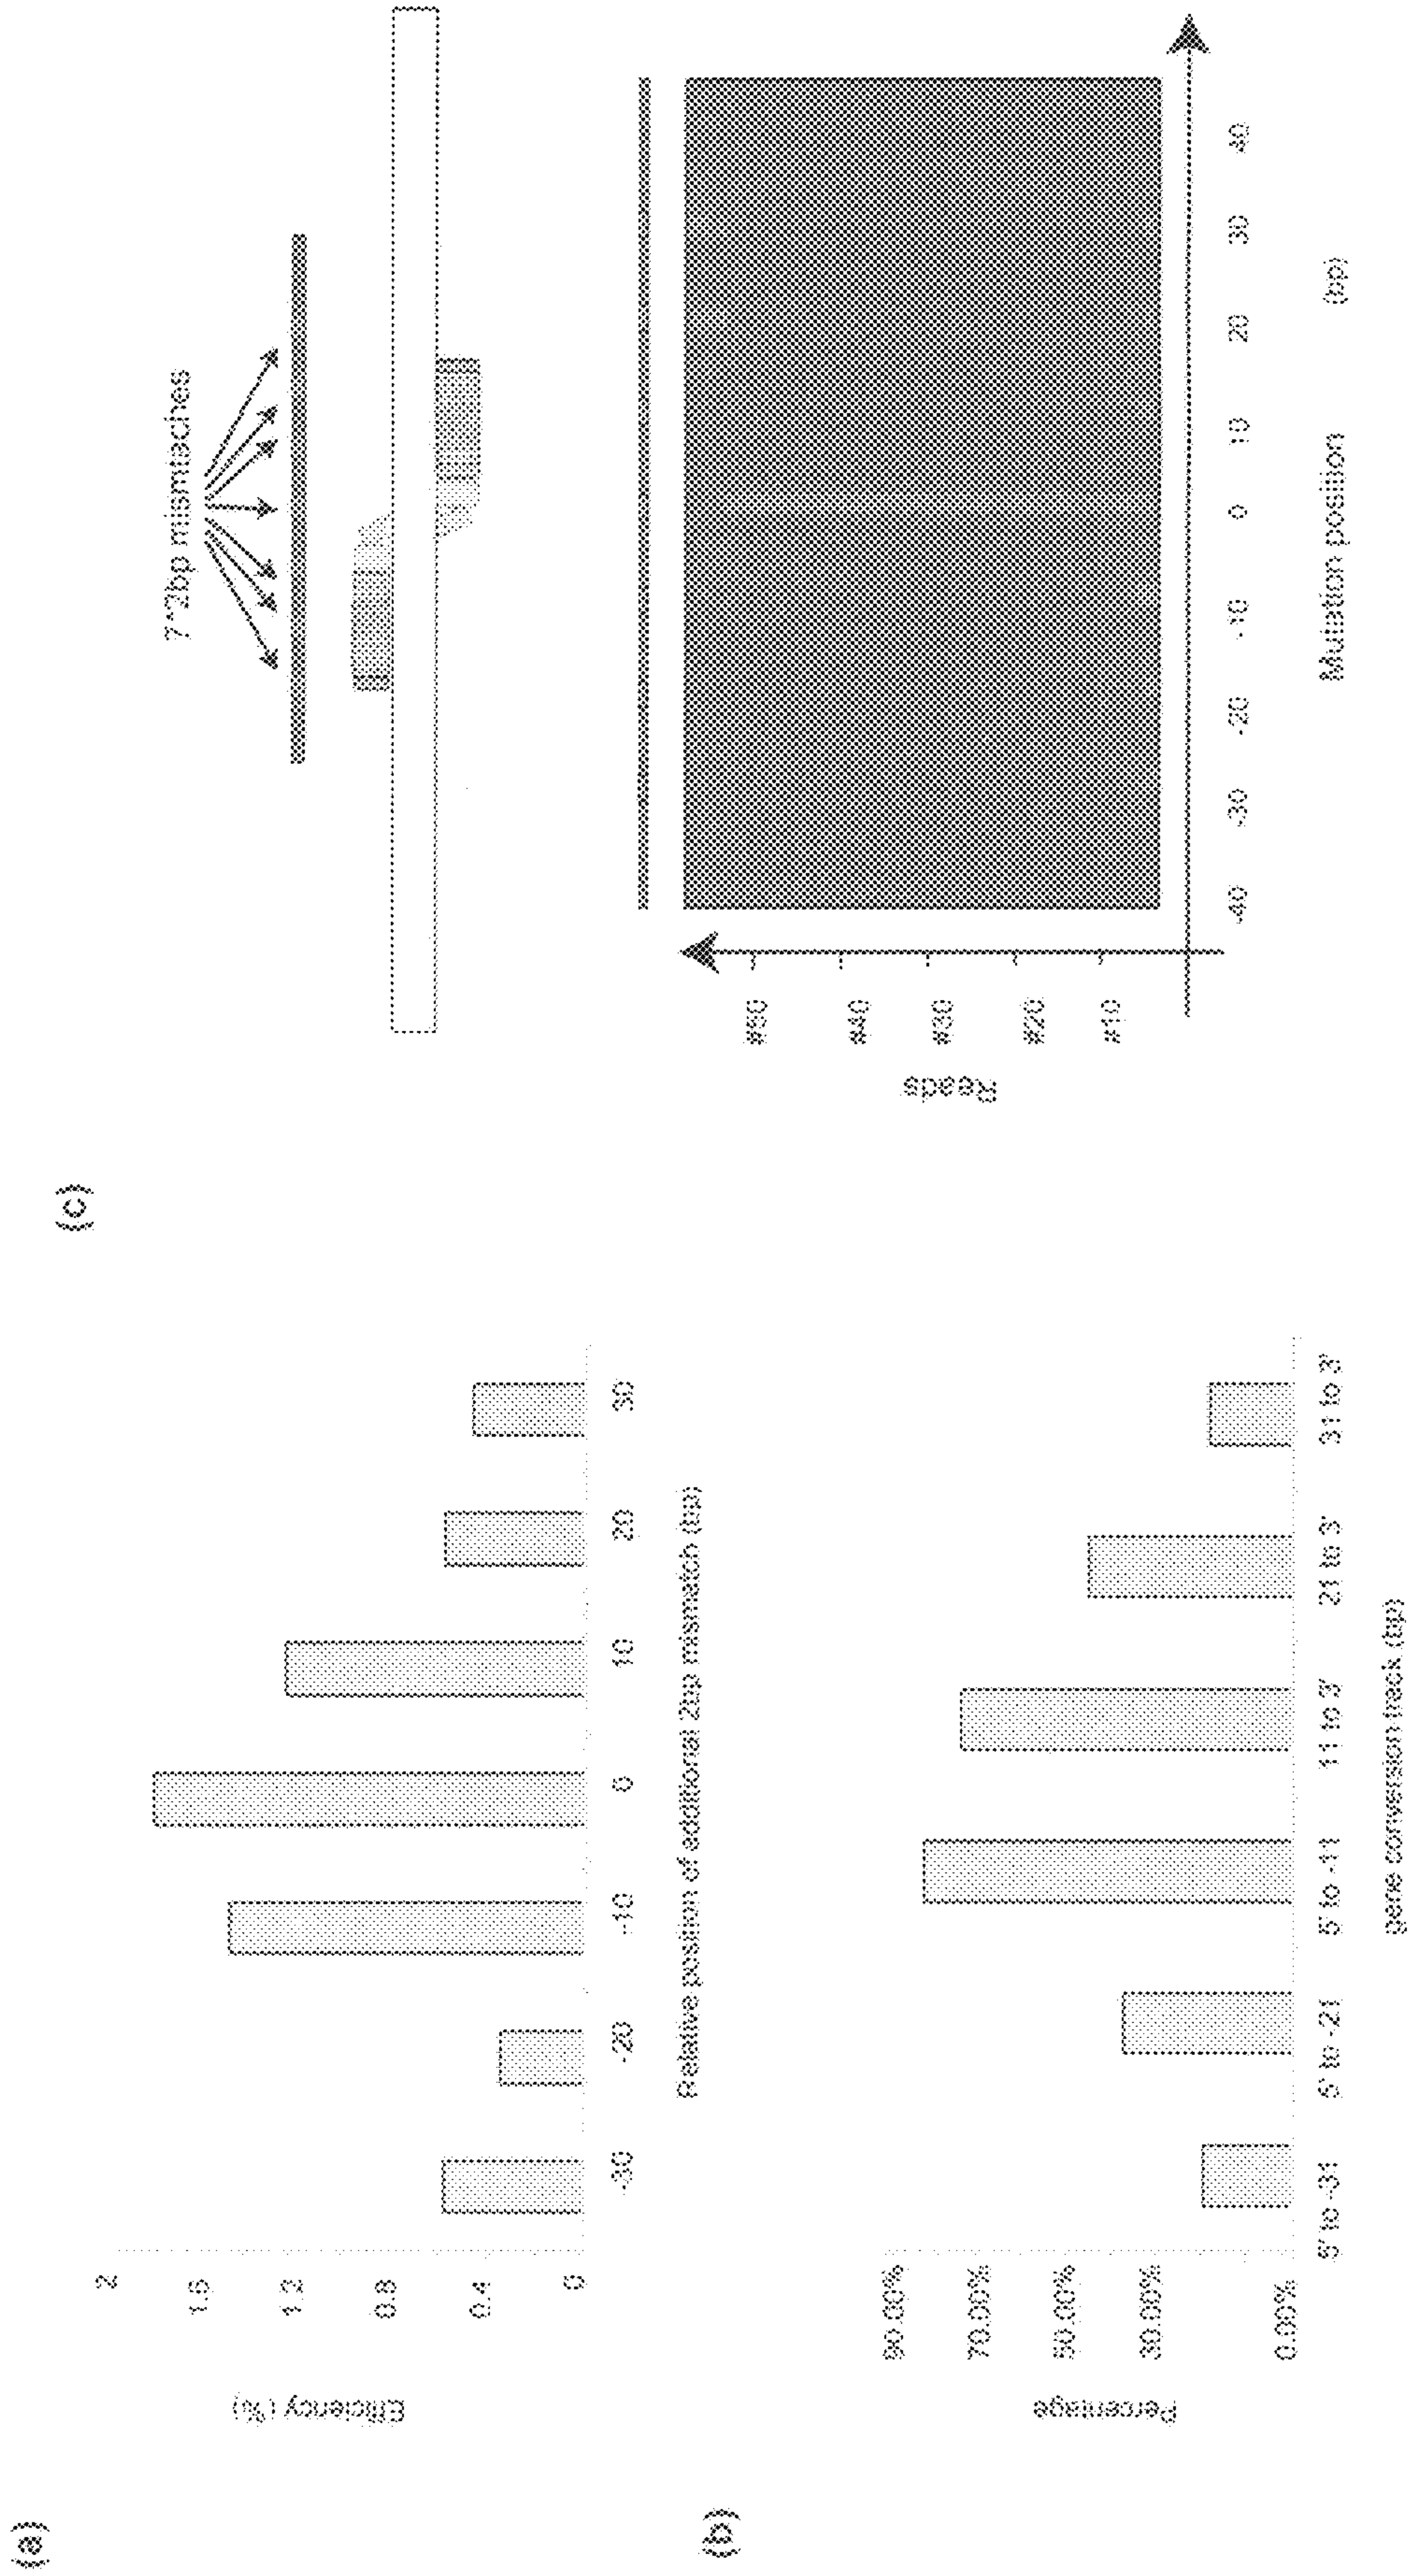 (a)
Efficiency (%)
2
1.6
1.2
0.8
0.4
0
-30 -20 -10 0 10 20 30
Relative position of additional 2bp mismatch (bp)
(b)
Percentage
90.00%
70.00%
50.00%
30.00%
0.00%
5' to -31 5' to -21 5' to -11 11 to 3' 21 to 3' 31 to 3'
gene conversion track (bp)
(c)
7*2bp mismtaches
Reads
#50
#40
#30
#20
#10
-40 -30 -20 -10 0 10 20 30 40
Mutation position (bp)